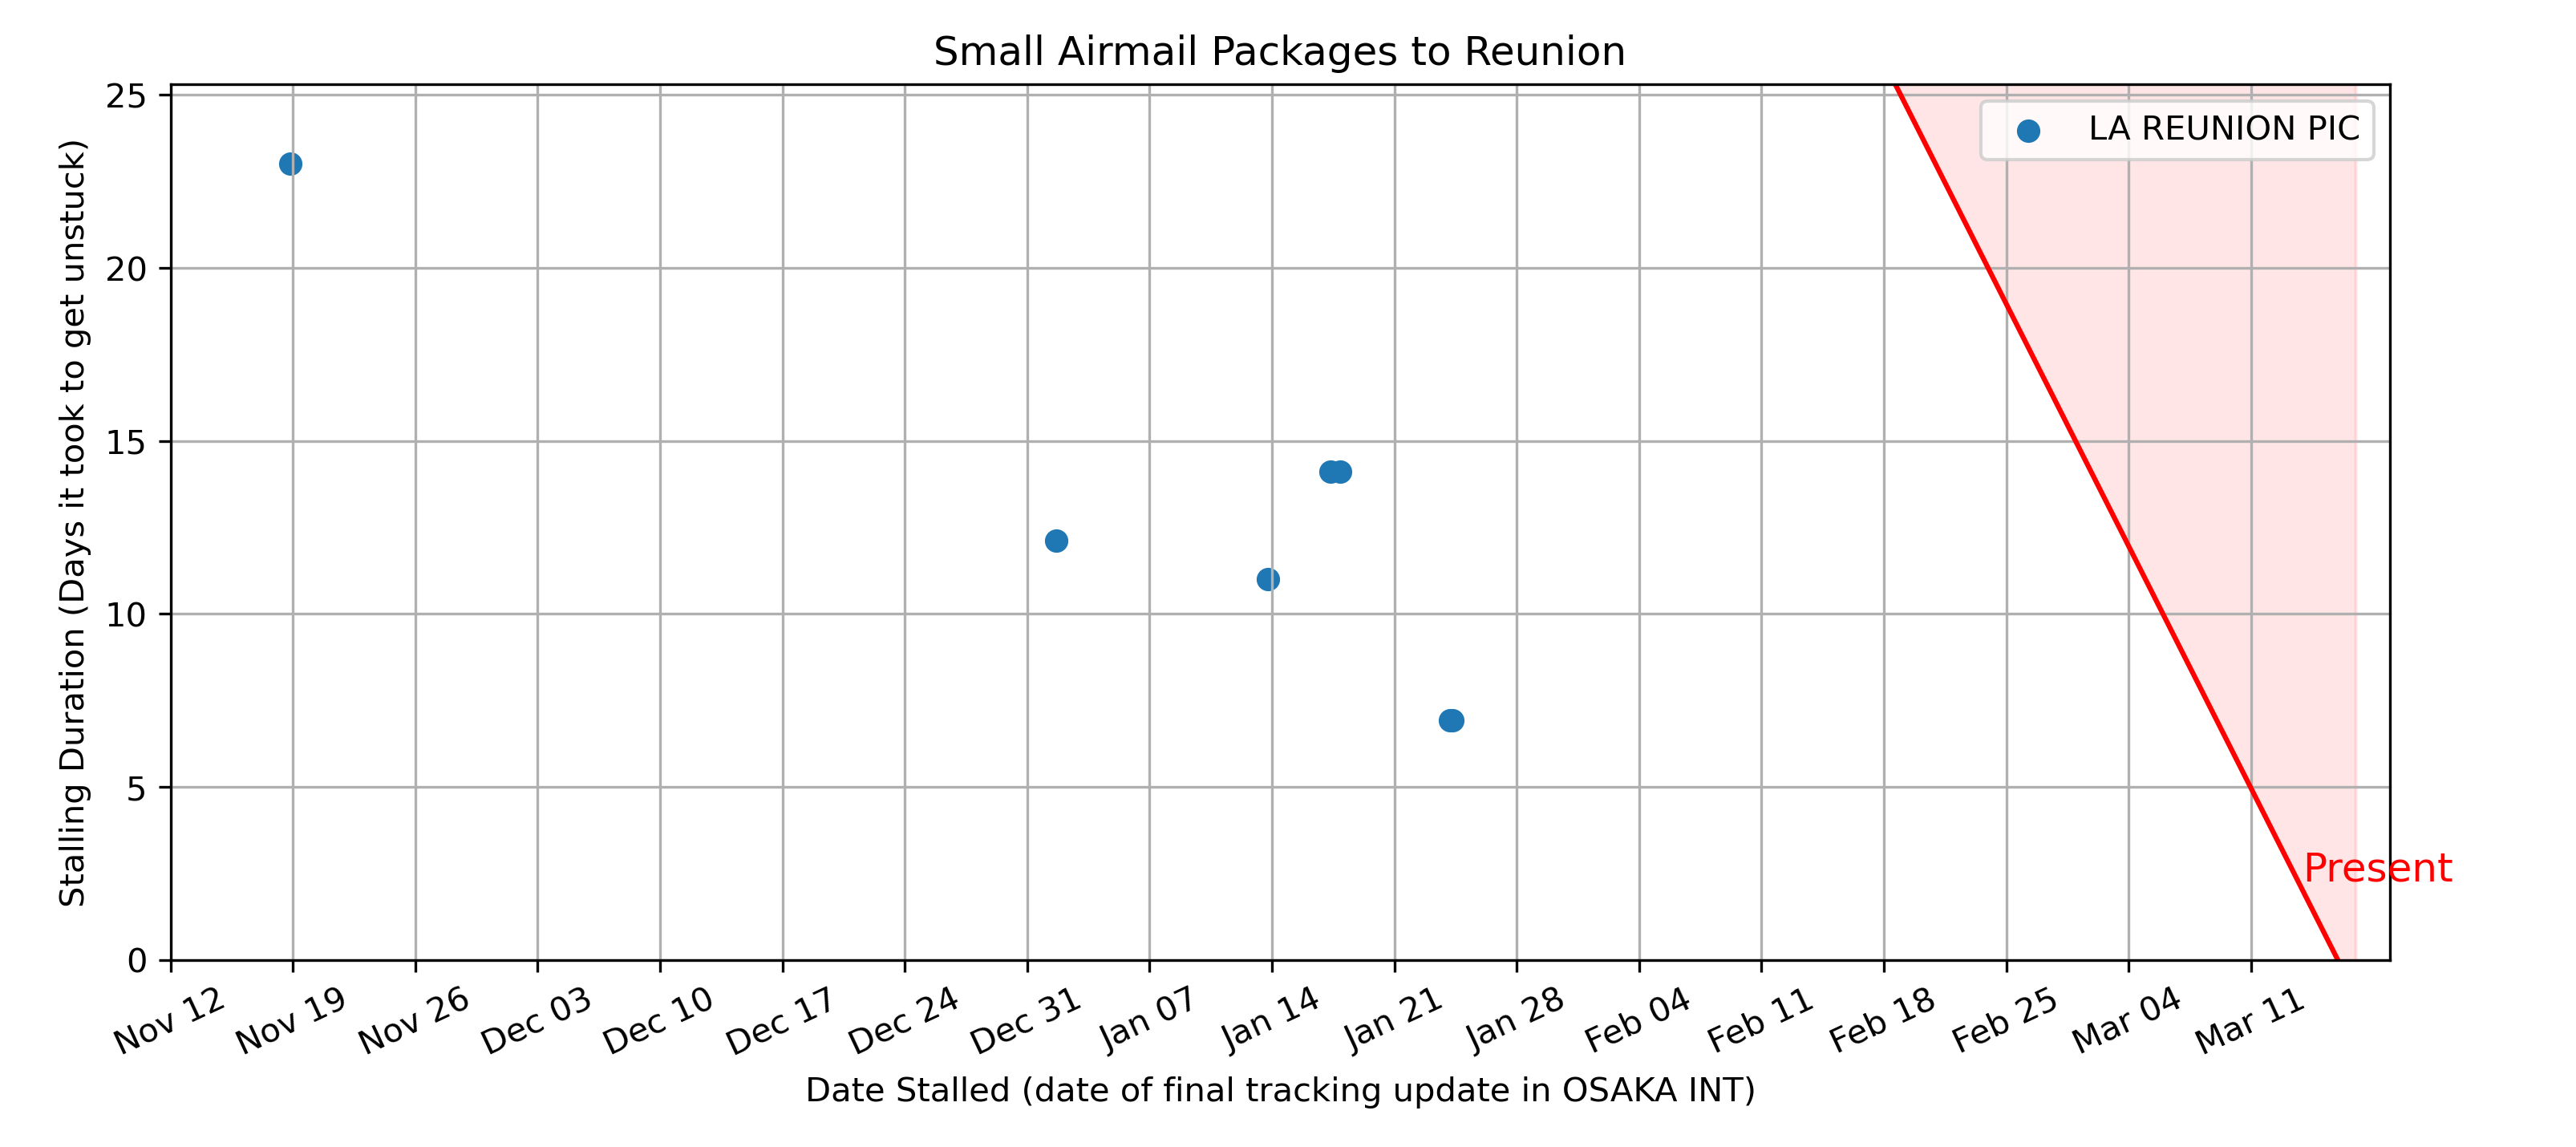 Small Airmail Packages to Reunion
LA REUNION PIC
Stalling Duration (Days it took to get unstuck)
25
20
15
10
5
0
Present
Nov 12
Nov 19
Nov 26
Dec 03
Dec 10
Dec 17
Dec 24
Dec 31
Jan 07
Jan 14
Jan 21
Jan 28
Feb 04
Feb 11
Feb 18
Feb 25
Mar 04
Mar 11
Date Stalled (date of final tracking update in OSAKA INT)